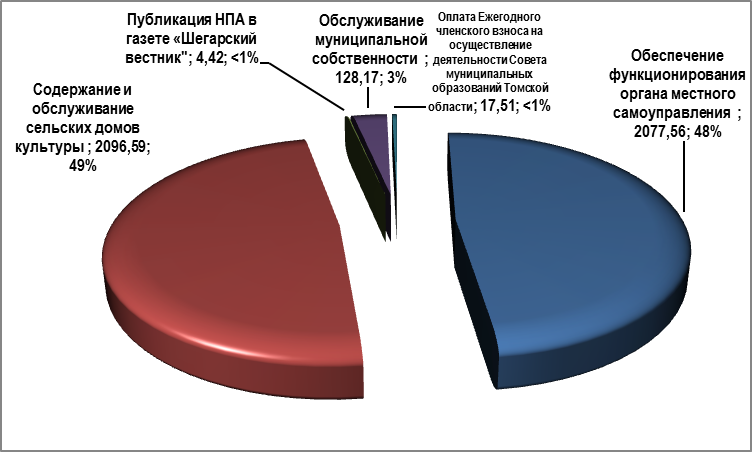 Публикация НПА в
газете «Шегарский
вестник"; 4,42; <1%
Обслуживание
муниципальной
собственности ;
128,17; 3%
Оплата Ежегодного
членского взноса на
осуществление
деятельности Совета
муниципальных
образований Томской
области; 17,51; <1%
Обеспечение
функционирования
органа местного
самоуправления ;
2077,56; 48%
Содержание и
обслуживание
сельских домов
культуры ; 2096,59;
49%